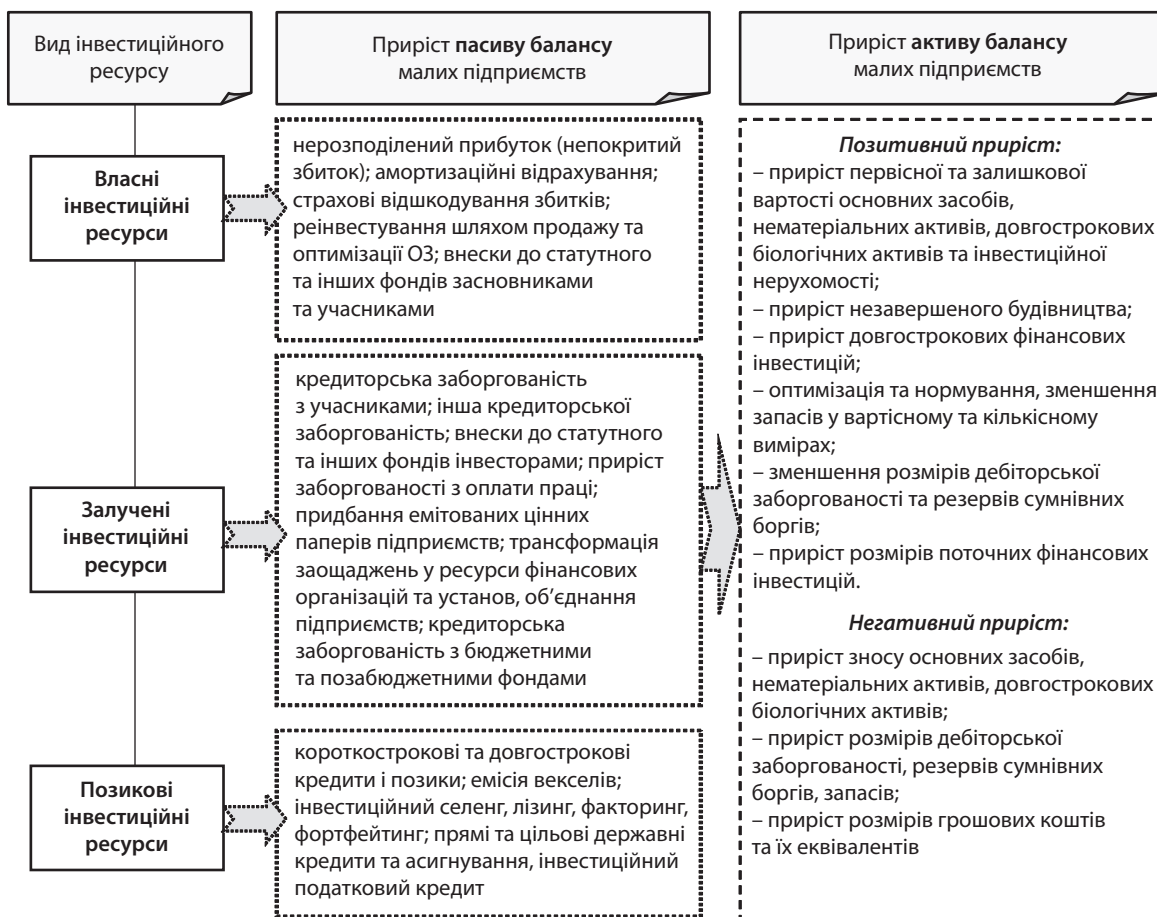 Вид інвестиційного
ресурсу
Приріст пасиву балансу
малих підприємств
Приріст активу балансу
малих підприємств
Власні
інвестиційні
ресурси
нерозподілений прибуток (непокритий
збиток); амортизаційні відрахування;
страхові відшкодування збитків;
реінвестування шляхом продажу та
оптимізації ОЗ; внески до статутного
та інших фондів засновниками
та учасниками
Залучені
інвестиційні
ресурси
кредиторська заборгованість
з учасниками; інша кредиторської
заборгованість; внески до статутного
та інших фондів інвесторами; приріст
заборгованості з оплати праці;
придбання емітованих цінних
паперів підприємств; трансформація
заощаджень у ресурси фінансових
організацій та установ, об’єднання
підприємств; кредиторська
заборгованість з бюджетними
та позабюджетними фондами
Позикові
інвестиційні
ресурси
короткострокові та довгострокові
кредити і позики; емісія векселів;
інвестиційний селенг, лізинг, факторинг,
фортфейтинг; прямі та цільові державні
кредити та асигнування, інвестиційний
податковий кредит
Позитивний приріст:
– приріст первісної та залишкової
вартості основних засобів,
нематеріальних активів, довгострокових
біологічних активів та інвестиційної
нерухомості;
– приріст незавершеного будівництва;
– приріст довгострокових фінансових
інвестицій;
– оптимізація та нормування, зменшення
запасів у вартісному та кількісному
вимірах;
– зменшення розмірів дебіторської
заборгованості та резервів сумнівних
боргів;
– приріст розмірів поточних фінансових
інвестицій.
Негативний приріст:
– приріст зносу основних засобів,
нематеріальних активів, довгострокових
біологічних активів;
– приріст розмірів дебіторської
заборгованості, резервів сумнівних
боргів, запасів;
– приріст розмірів грошових коштів
та їх еквівалентів